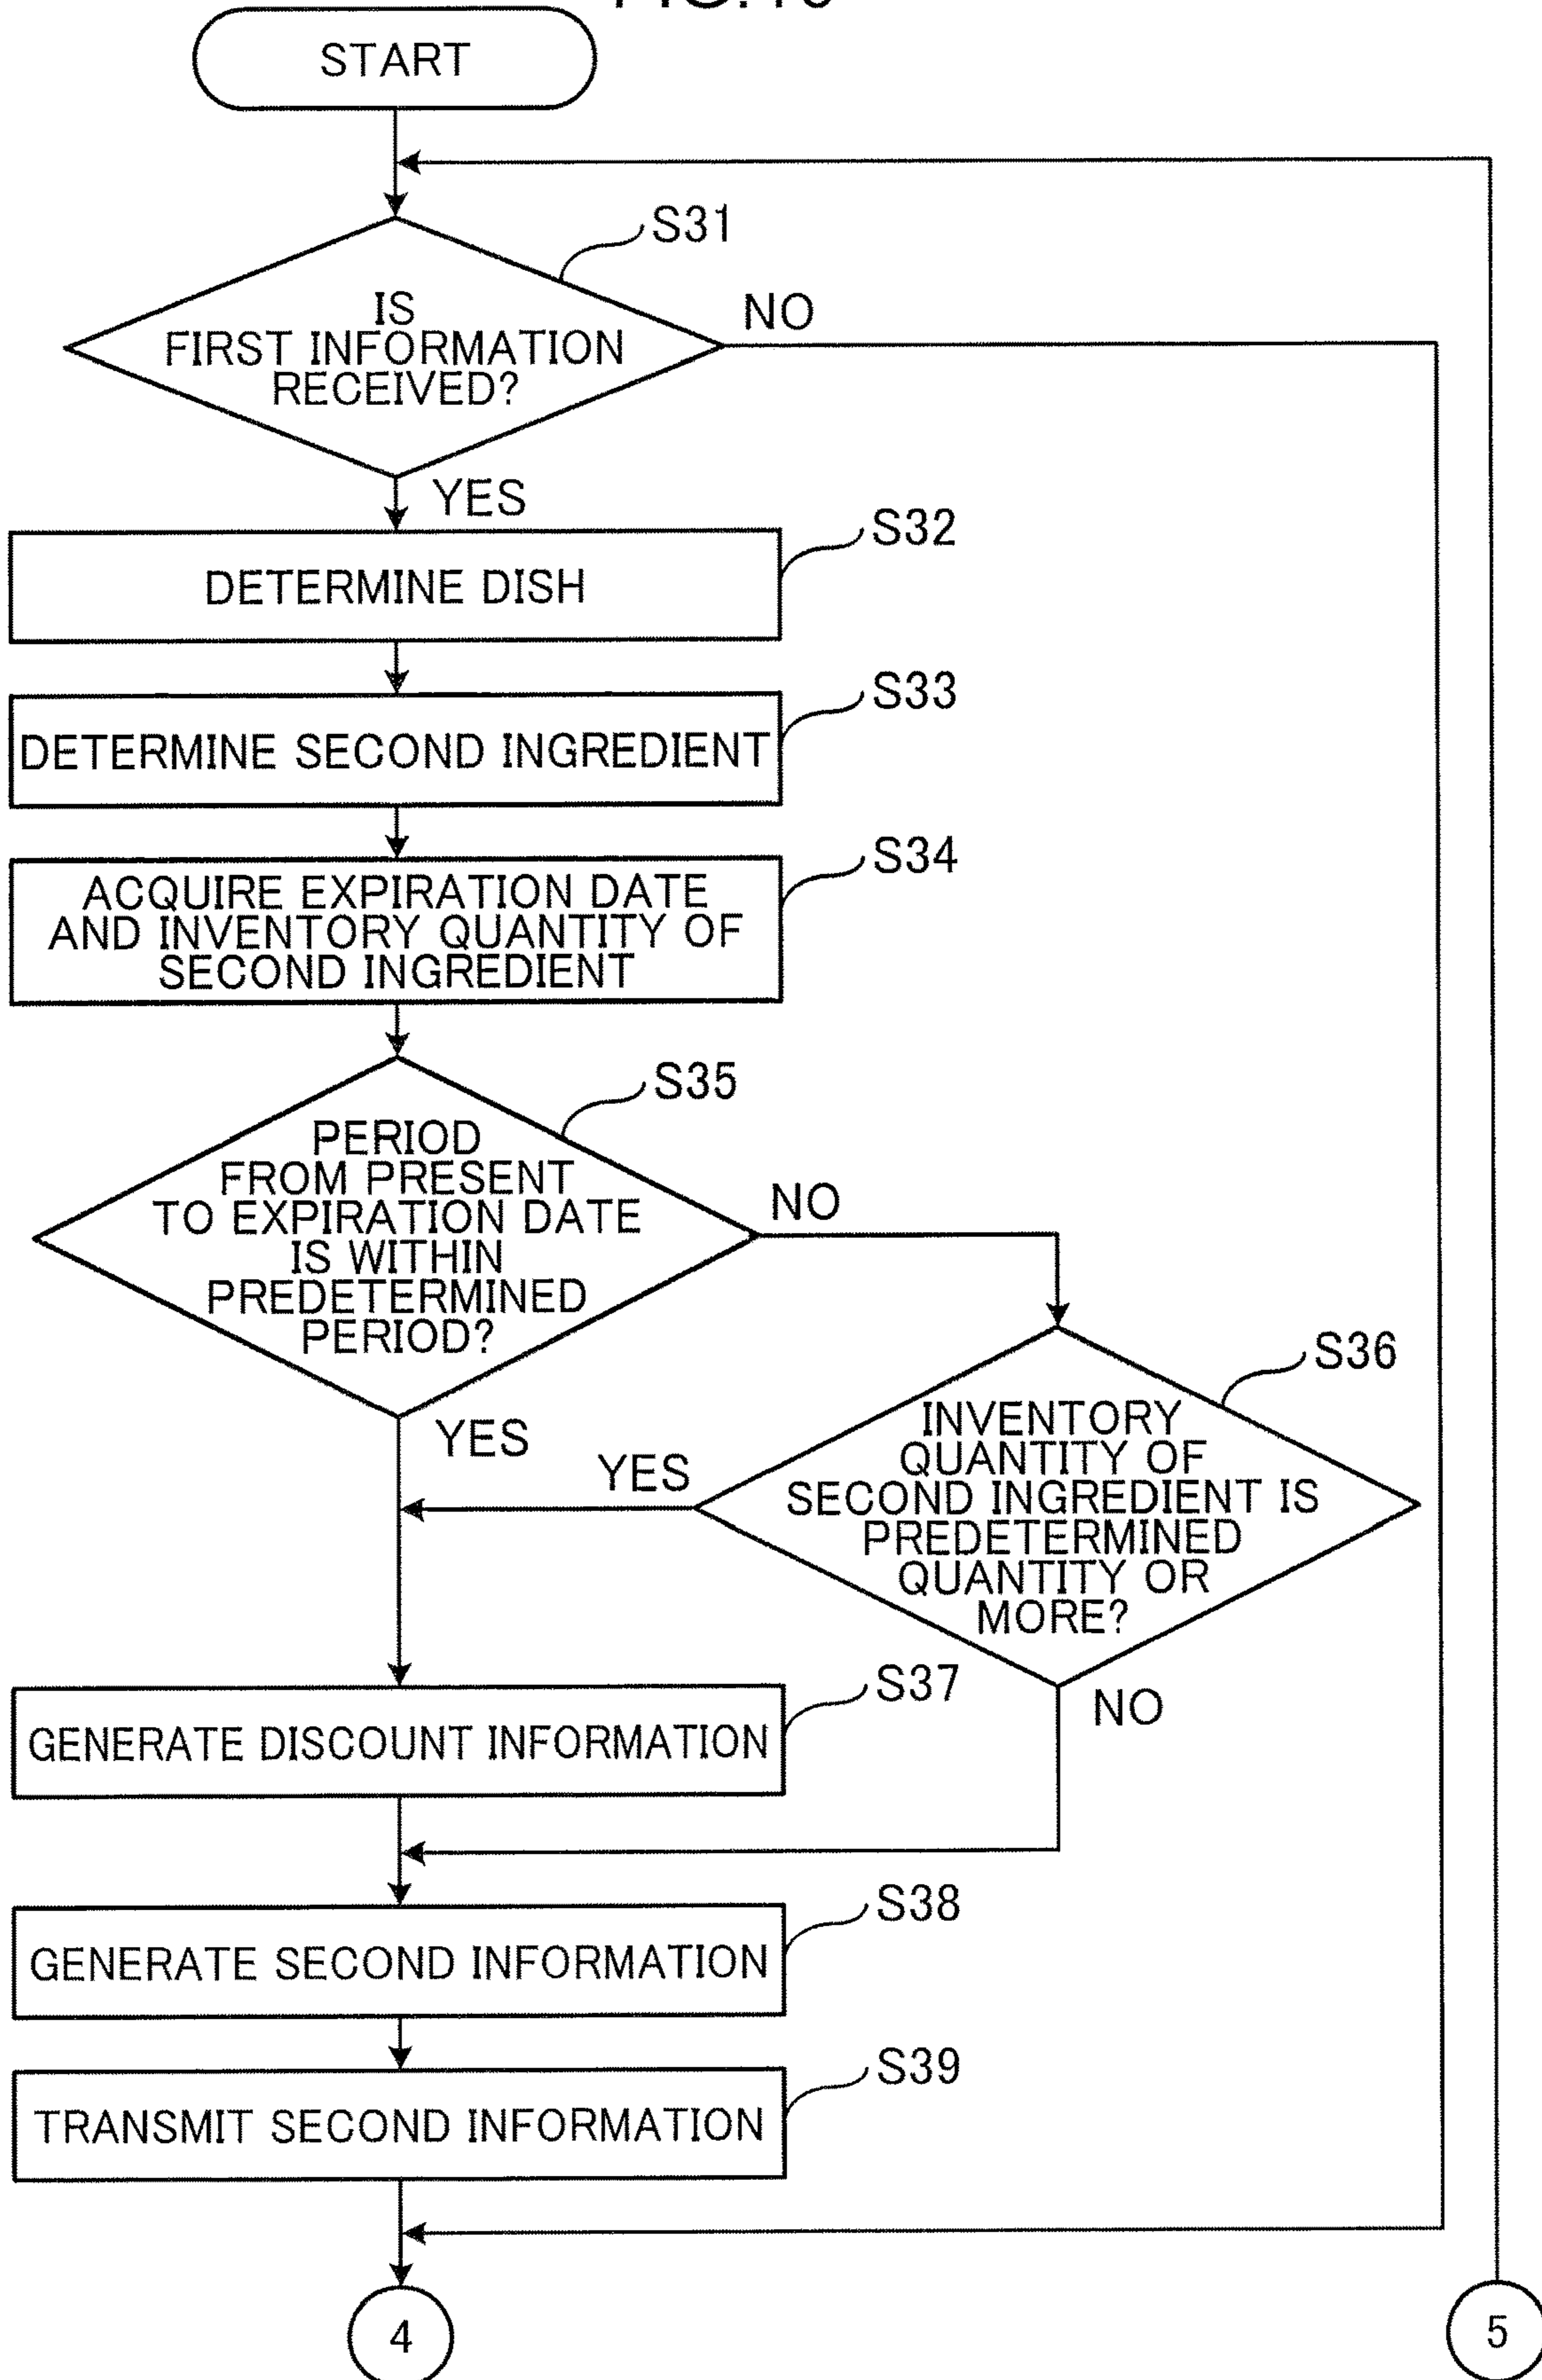 START
S31
IS
FIRST INFORMATION
RECEIVED?
NO
YES
S32
DETERMINE DISH
S33
DETERMINE SECOND INGREDIENT
S34
ACQUIRE EXPIRATION DATE
AND INVENTORY QUANTITY OF
SECOND INGREDIENT
S35
PERIOD
FROM PRESENT
TO EXPIRATION DATE
IS WITHIN
PREDETERMINED
PERIOD?
NO
YES
S36
INVENTORY
QUANTITY OF
SECOND INGREDIENT IS
PREDETERMINED
QUANTITY OR
MORE?
YES
NO
S37
GENERATE DISCOUNT INFORMATION
S38
GENERATE SECOND INFORMATION
S39
TRANSMIT SECOND INFORMATION
4
5